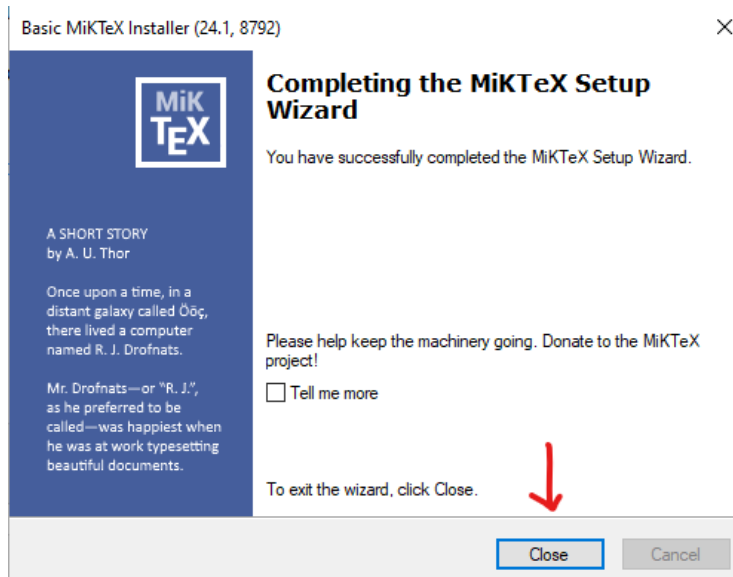 Basic MiKTeX Installer (24.1, 8792)
MiK
TEX
Completing the MiKTeX Setup
Wizard
You have successfully completed the MiKTeX Setup Wizard.
A SHORT STORY
by A. U. Thor
Once upon a time, in a
distant galaxy called Ööç,
there lived a computer
named R. J. Drofnats.
Mr. Drofnats—or “R. J.”,
as he preferred to be
called—was happiest when
he was at work typesetting
beautiful documents.
Please help keep the machinery going. Donate to the MiKTeX
project!
Tell me more
To exit the wizard, click Close.
Close
Cancel